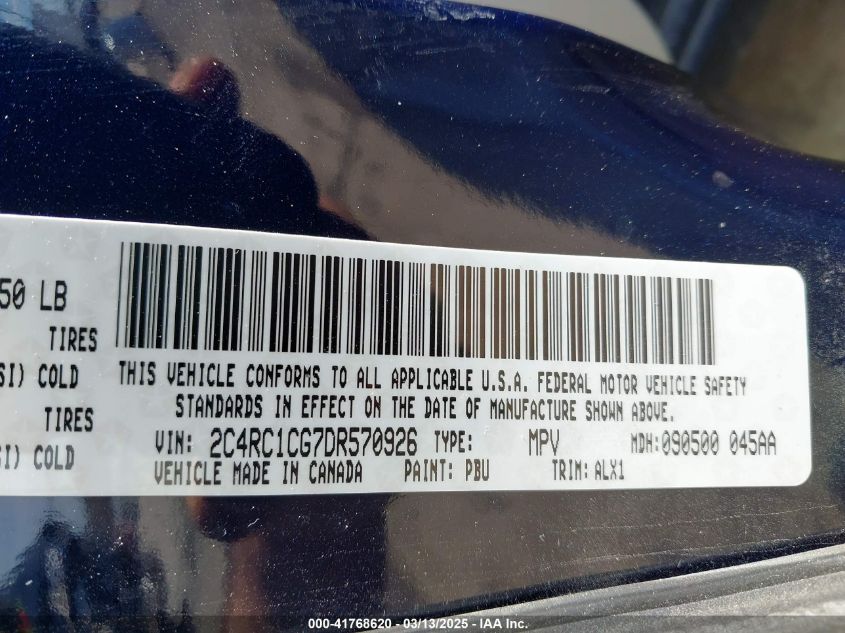 50 LB
TIRES
SI) COLD
THIS VEHICLE CONFORMS TO ALL APPLICABLE U.S.A. FEDERAL MOTOR VEHICLE SAFETY
STANDARDS IN EFFECT ON THE DATE OF MANUFACTURE SHOWN ABOVE.
TIRES
SI) COLD
VIN: 2C4RC1CG7DR570926 TYPE: MPV MDH:090500 045AA
VEHICLE MADE IN CANADA PAINT: PBU TRIM: ALX1
000-41768620 - 03/13/2025 - IAA Inc.